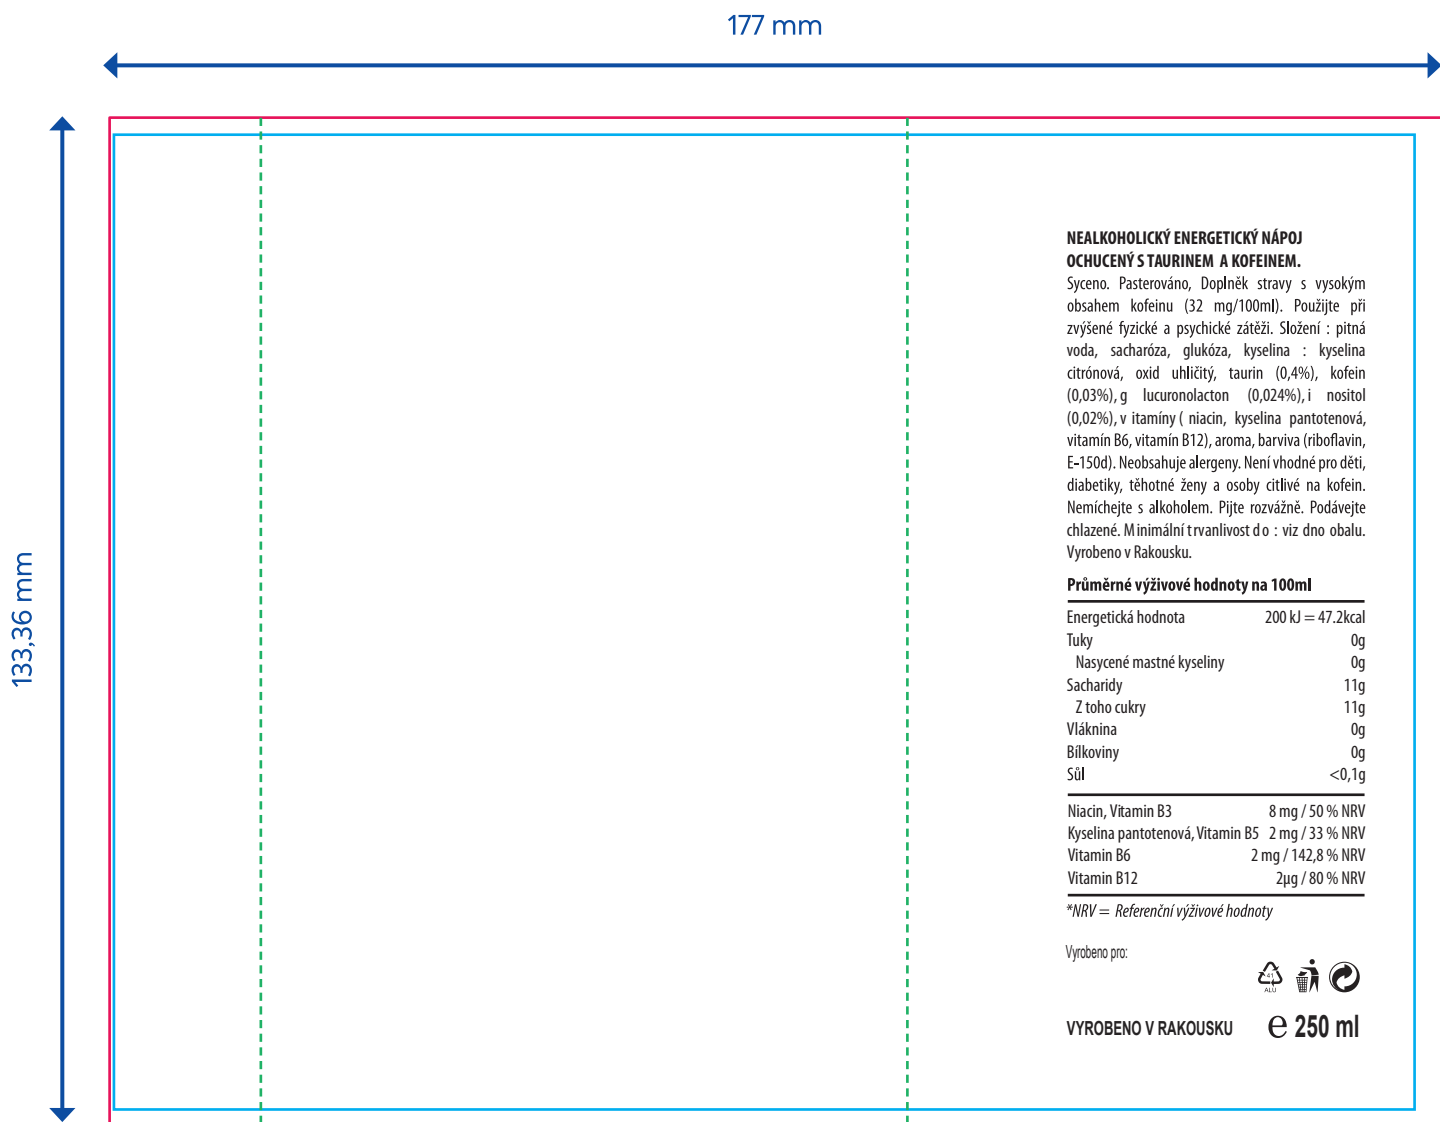 177 mm
133,36 mm
NEALKOHOLICKÝ ENERGETICKÝ NÁPOJ
OCHUCENÝ S TAURINEM A KOFEINEM.
Syceno. Pasterováno, Doplněk stravy s vysokým
obsahem kofeinu (32 mg/100ml). Použijte při
zvýšené fyzické a psychické zátěži. Složení : pitná
voda, sacharóza, glukóza, kyselina : kyselina
citrónová, oxid uhličitý, taurin (0,4%), kofein
(0,03%), g lucuronolacton (0,024%), i nositol
(0,02%), v itamíny ( niacin, kyselina pantotenová,
vitamín B6, vitamín B12), aroma, barviva (riboflavin,
E-150d). Neobsahuje alergeny. Není vhodné pro děti,
diabetiky, těhotné ženy a osoby citlivé na kofein.
Nemíchejte s alkoholem. Pijte rozvážně. Podávejte
chlazené. M inimální t rvanlivost d o : viz dno obalu.
Vyrobeno v Rakousku.
Průměrné výživové hodnoty na 100ml
Energetická hodnota 200 kJ = 47.2kcal
Tuky 0g
Nasycené mastné kyseliny 0g
Sacharidy 11g
Z toho cukry 11g
Vláknina 0g
Bílkoviny 0g
Sůl <0,1g
Niacin, Vitamin B3 8 mg / 50 % NRV
Kyselina pantotenová, Vitamin B5 2 mg / 33 % NRV
Vitamin B6 2 mg / 142,8 % NRV
Vitamin B12 2µg / 80 % NRV
*NRV = Referenční výživové hodnoty
Vyrobeno pro:
41
ALU
VYROBENO V RAKOUSKU ℮ 250 ml